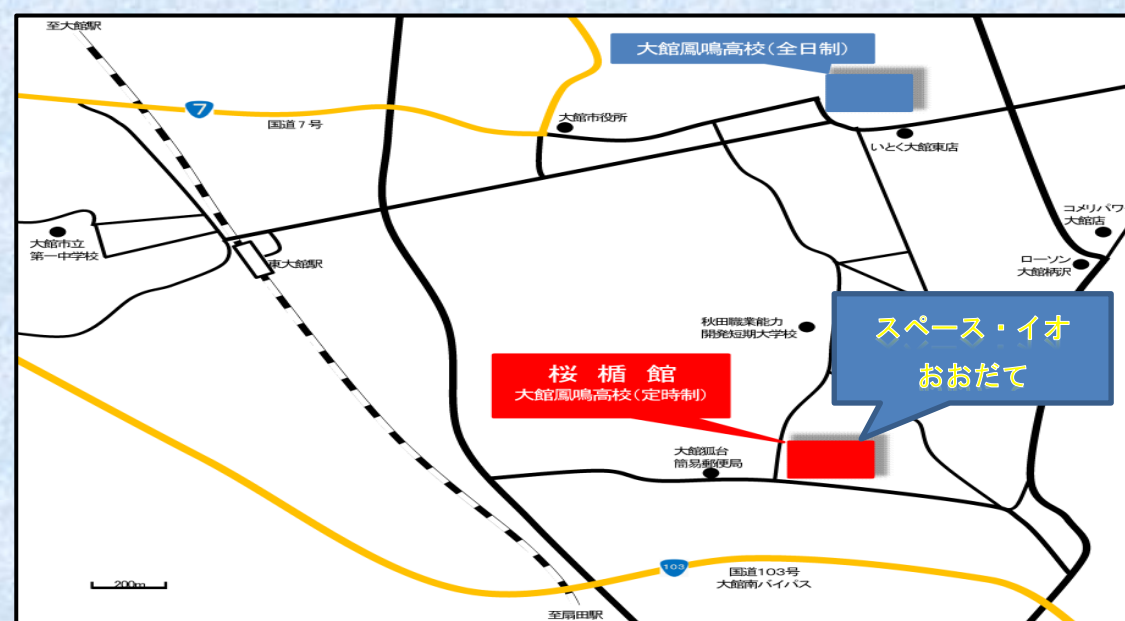 至大館駅
大館鳳鳴高校(全日制)
7
国道7号
大館市役所
いとく大館東店
コメリパワー
大館店
大館市立
第一中学校
東大館駅
ローソン
大館柄沢
秋田職業能力
開発短期大学校
スペース・イオ
おおだて
桜楯館
大館鳳鳴高校(定時制)
大館狐台
簡易郵便局
103
国道103号
大館南バイパス
200m
至扇田駅